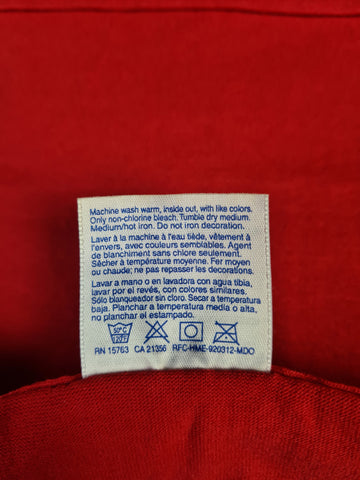 Machine wash warm, inside out, with like colors.
Only non-chlorine bleach. Tumble dry medium.
Medium/hot iron. Do not iron decoration.
Laver à la machine à l'eau tiède, vêtement à
l'envers, avec couleurs semblables. Agent
de blanchiment sans chlore seulement.
Sécher à température moyenne. Fer moyen
ou chaude; ne pas repasser les decorations.
Lavar a mano o en lavadora con agua tibia,
lavar por el revés, con colores similares.
Sólo blanqueador sin cloro. Secar a temperatura
baja. Planchar a temperatura media o alta,
no planchar el estampado.
50°C
120°F
RN 15763 CA 21356 RFC-HME-920312-MDO